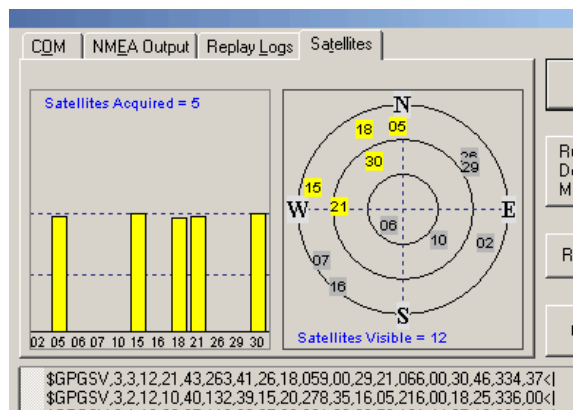 COM NMEA Output Replay Logs Satellites
Satellites Acquired = 5
02 05 06 07 10 15 16 18 21 26 29 30
N
18 05
30 26
29
15
W 21 E
06
10 02
07
16
S
Satellites Visible = 12
R
$GPGSV,3,3,12,21,43,263,41,26,18,059,00,29,21,066,00,30,46,334,37<
$GPGSV,3,2,12,10,40,132,39,15,20,278,35,16,05,216,00,18,25,336,00<